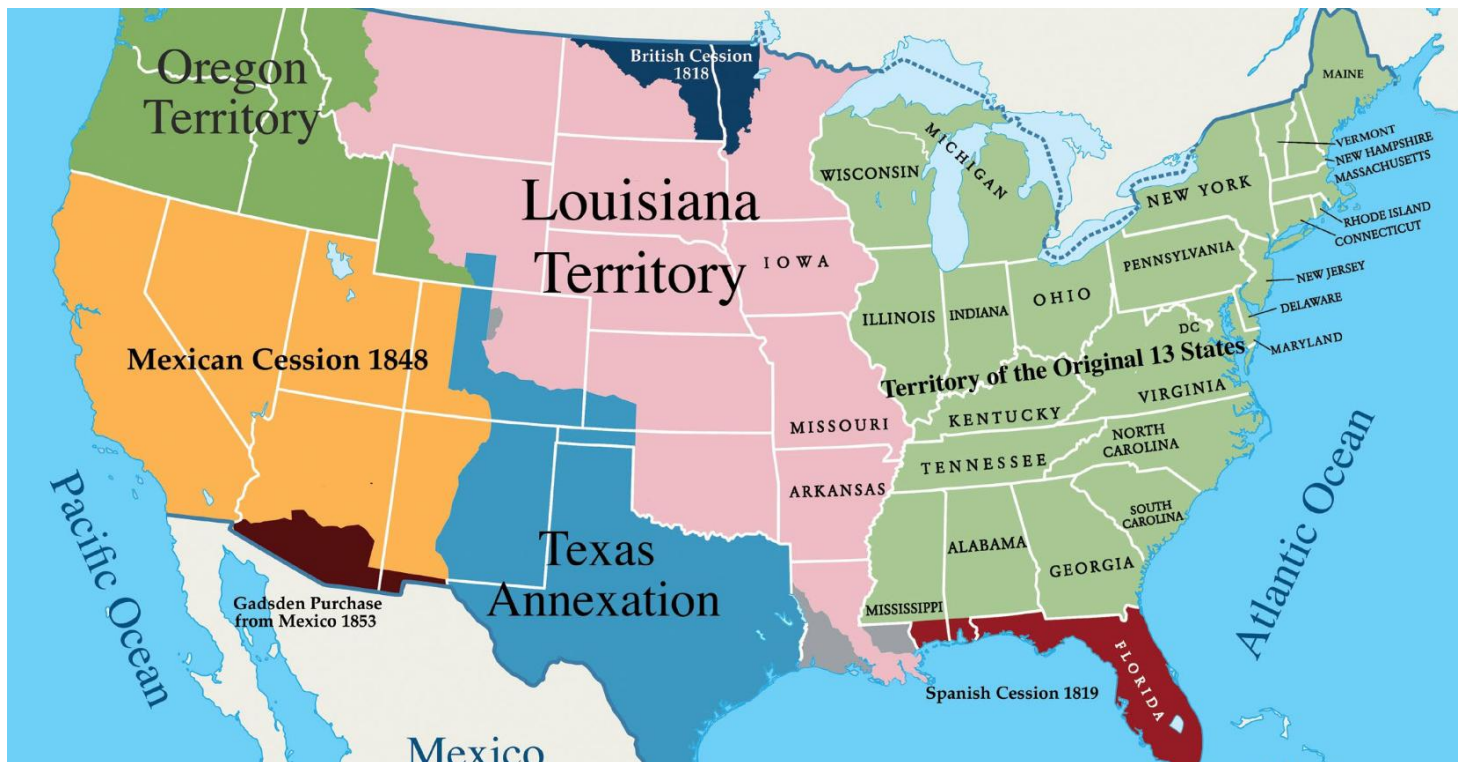 Oregon
Territory
British Cession
1818
Louisiana
Territory
Mexican Cession 1848
Gadsden Purchase
from Mexico 1853
Texas
Annexation
Mexico
Pacific Ocean
IOWA
MISSOURI
ARKANSAS
WISCONSIN
MICHIGAN
ILLINOIS
INDIANA
OHIO
Territory of the Original 13 States
KENTUCKY
TENNESSEE
MISSISSIPPI
ALABAMA
GEORGIA
Spanish Cession 1819
FLORIDA
SOUTH
CAROLINA
NORTH
CAROLINA
VIRGINIA
DC
PENNSYLVANIA
NEW YORK
MAINE
VERMONT
NEW HAMPSHIRE
MASSACHUSETTS
RHODE ISLAND
CONNECTICUT
NEW JERSEY
DELAWARE
MARYLAND
Atlantic Ocean